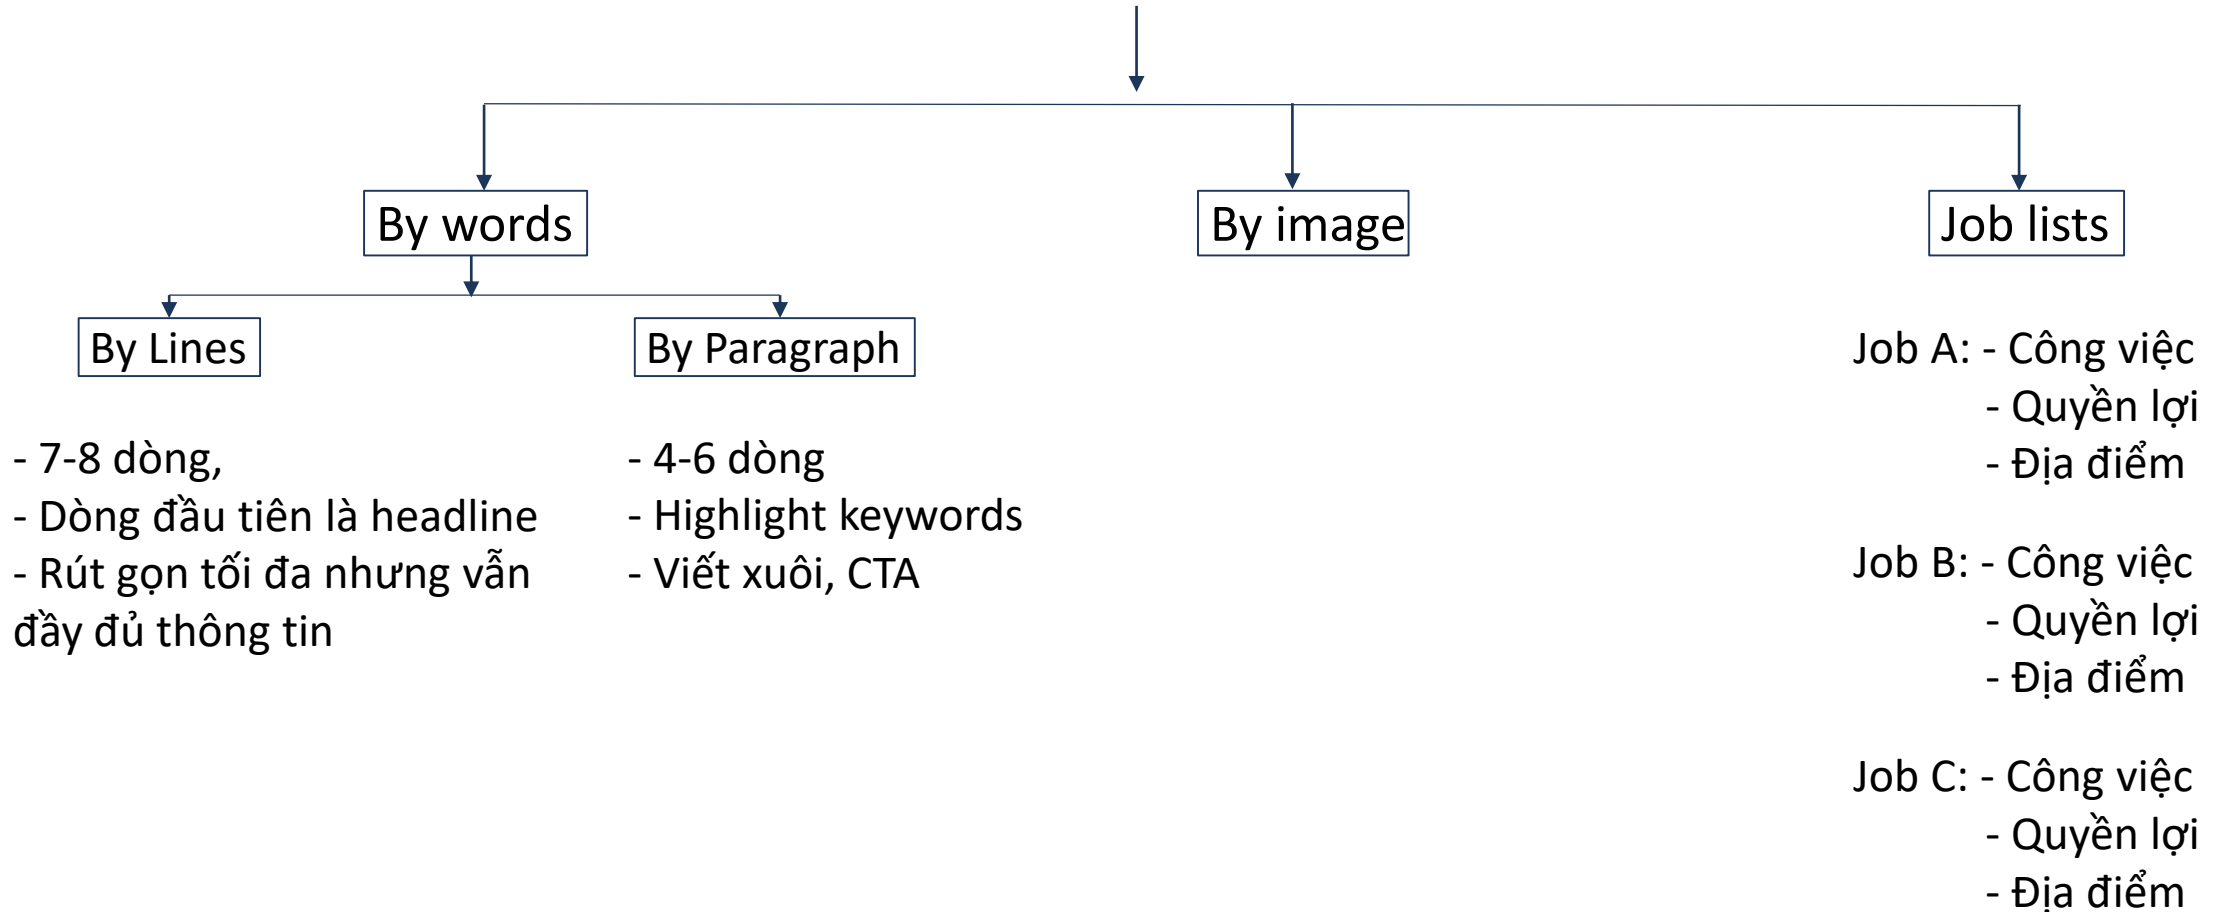 By words
By image
Job lists
By Lines
By Paragraph
- 7-8 dòng,
- Dòng đầu tiên là headline
- Rút gọn tối đa nhưng vẫn
đầy đủ thông tin
- 4-6 dòng
- Highlight keywords
- Viết xuôi, CTA
Job A: - Công việc
- Quyền lợi
- Địa điểm
Job B: - Công việc
- Quyền lợi
- Địa điểm
Job C: - Công việc
- Quyền lợi
- Địa điểm